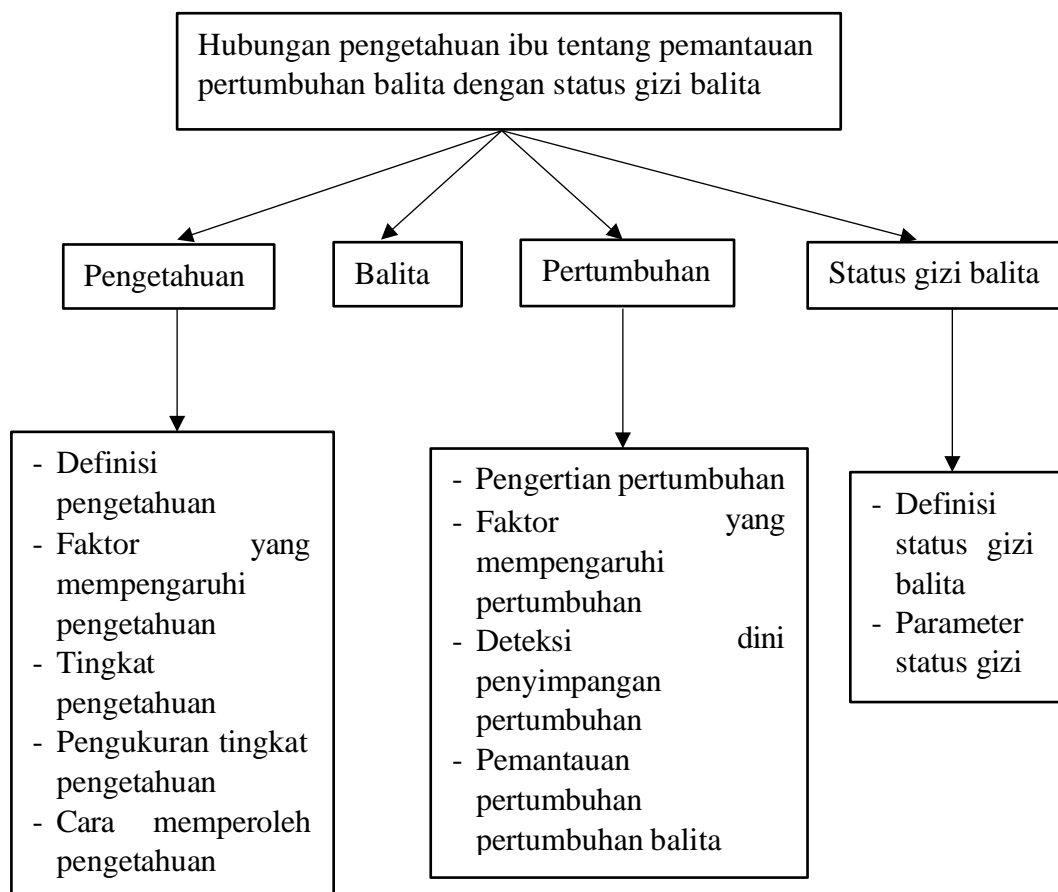 Hubungan pengetahuan ibu tentang pemantauan
pertumbuhan balita dengan status gizi balita
Pengetahuan
Balita
Pertumbuhan
Status gizi balita
- Definisi
pengetahuan
- Faktor yang
mempengaruhi
pengetahuan
- Tingkat
pengetahuan
- Pengukuran tingkat
pengetahuan
- Cara memperoleh
pengetahuan
- Pengertian pertumbuhan
- Faktor yang
mempengaruhi
pertumbuhan
- Deteksi dini
penyimpangan
pertumbuhan
- Pemantauan
pertumbuhan
pertumbuhan balita
- Definisi
status gizi
balita
- Parameter
status gizi